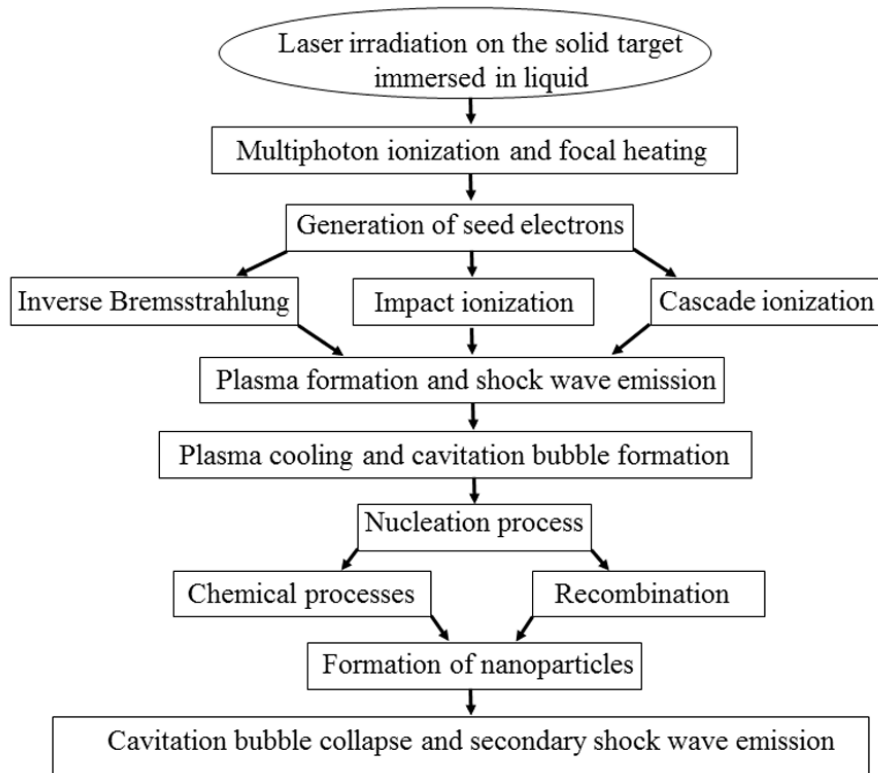 Laser irradiation on the solid target
immersed in liquid
Multiphoton ionization and focal heating
Generation of seed electrons
Inverse Bremsstrahlung
Impact ionization
Cascade ionization
Plasma formation and shock wave emission
Plasma cooling and cavitation bubble formation
Nucleation process
Chemical processes
Recombination
Formation of nanoparticles
Cavitation bubble collapse and secondary shock wave emission